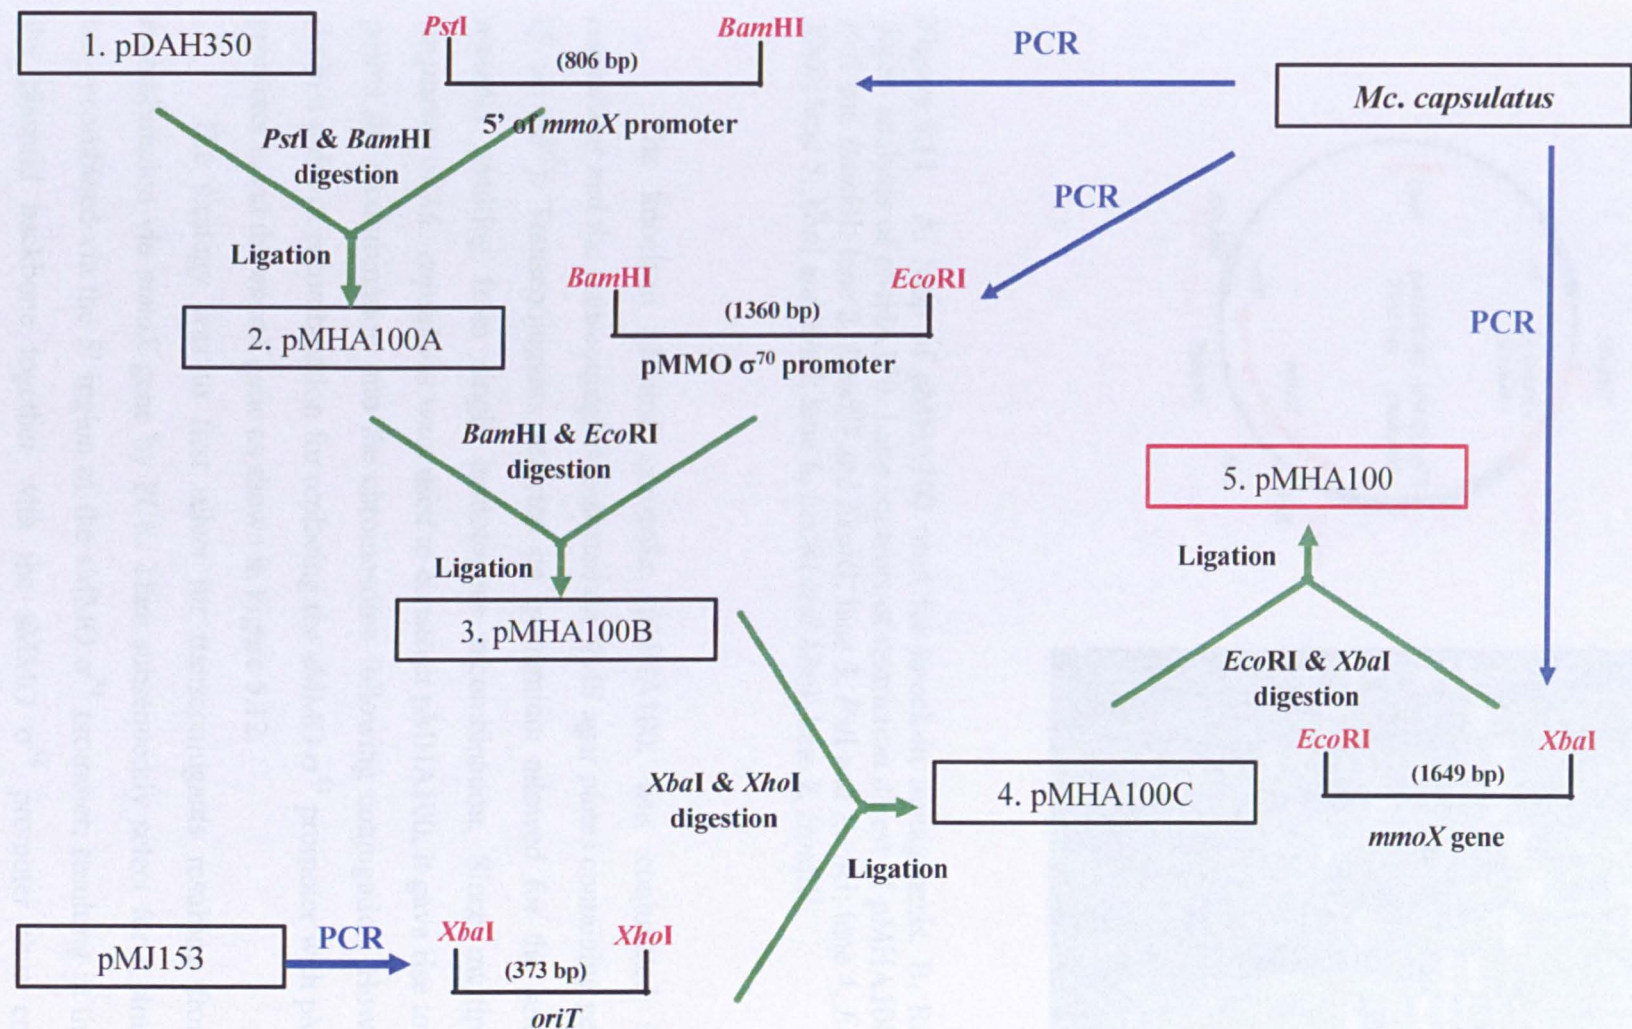 1. pDAH350
PstI
BamHI
(806 bp)
5' of mmoX promoter
PCR
Mc. capsulatus
PstI & BamHI
digestion
Ligation
PCR
2. pMHA100A
BamHI
EcoRI
(1360 bp)
pMMO σ⁷⁰ promoter
PCR
BamHI & EcoRI
digestion
Ligation
3. pMHA100B
5. pMHA100
Ligation
EcoRI & XbaI
digestion
XbaI & XhoI
digestion
Ligation
4. pMHA100C
EcoRI
XbaI
(1649 bp)
mmoX gene
pMJ153
PCR
XbaI
XhoI
(373 bp)
oriT